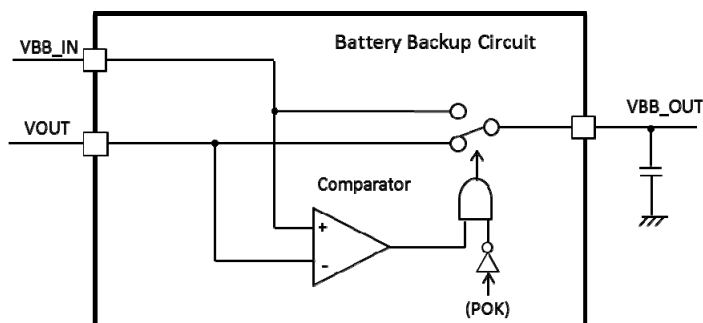 Battery Backup Circuit
VBB_IN
VOUT
VBB_OUT
Comparator
+
-
(POK)